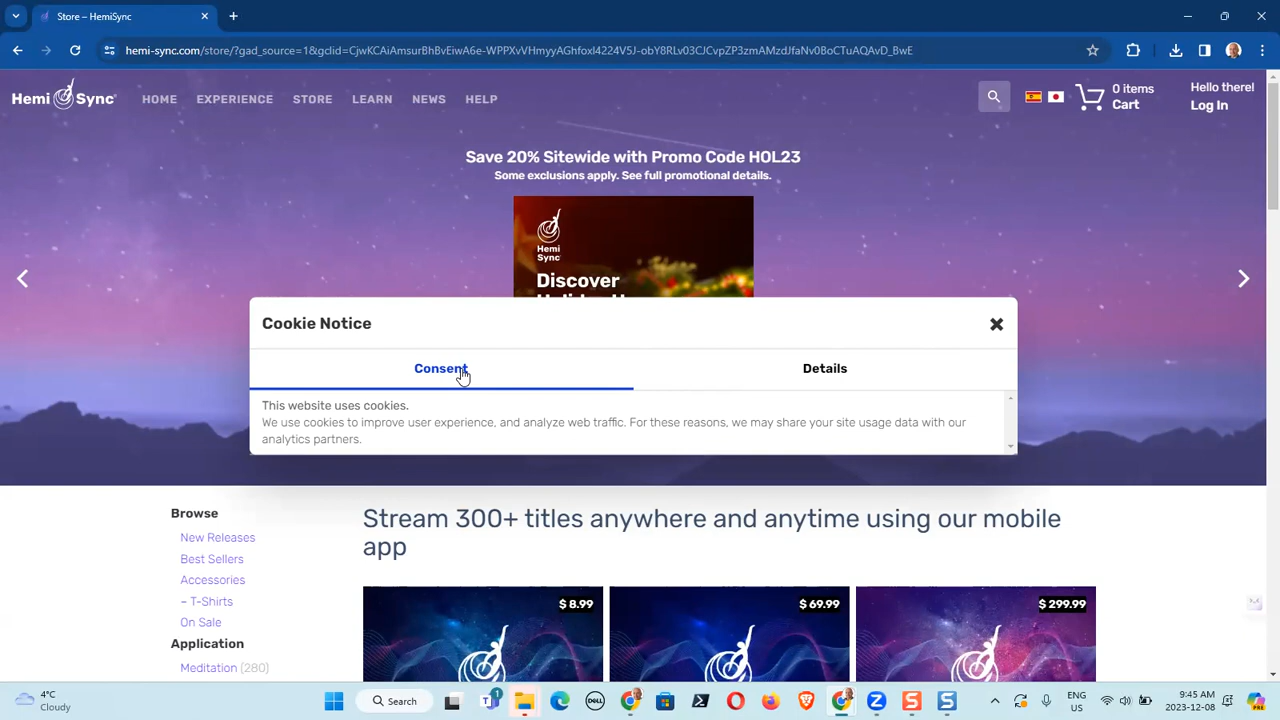 Store – HemiSync
hemi-sync.com/store/?gad_source=1&gclid=CjwKCAiAmsurBhBvEiwA6e-WPPXvVHmyyAGhfoxl4224V5J-obY8RLv03CJCvpZP3zmAMzdJfaNv0BoCTuAQAvD_BwE
Hemi Sync
HOME
EXPERIENCE
STORE
LEARN
NEWS
HELP
0 items
Cart
Hello there!
Log In
Save 20% Sitewide with Promo Code HOL23
Some exclusions apply. See full promotional details.
Hemi
Sync
Discover
Cookie Notice
Consent
Details
This website uses cookies.
We use cookies to improve user experience, and analyze web traffic. For these reasons, we may share your site usage data with our
analytics partners.
Browse
New Releases
Best Sellers
Accessories
– T-Shirts
On Sale
Application
Meditation (280)
Stream 300+ titles anywhere and anytime using our mobile
app
$ 8.99
$ 69.99
$ 299.99
4°C
Cloudy
Search
1
DELL
ENG
US
9:45 AM
2023-12-08